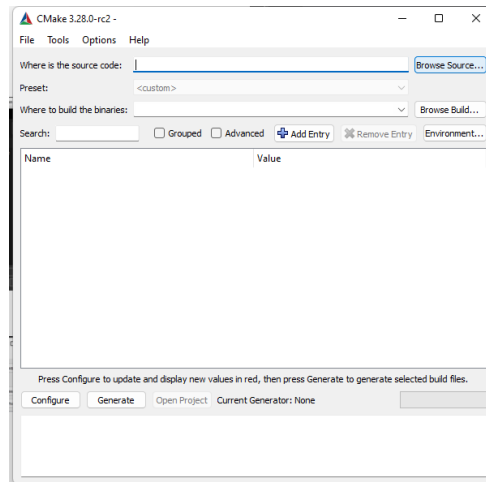 CMake 3.28.0-rc2 -
File Tools Options Help
Where is the source code: Browse Source...
Preset: <custom>
Where to build the binaries: Browse Build...
Search: Grouped Advanced Add Entry Remove Entry Environment...
Name Value
Press Configure to update and display new values in red, then press Generate to generate selected build files.
Configure Generate Open Project Current Generator: None